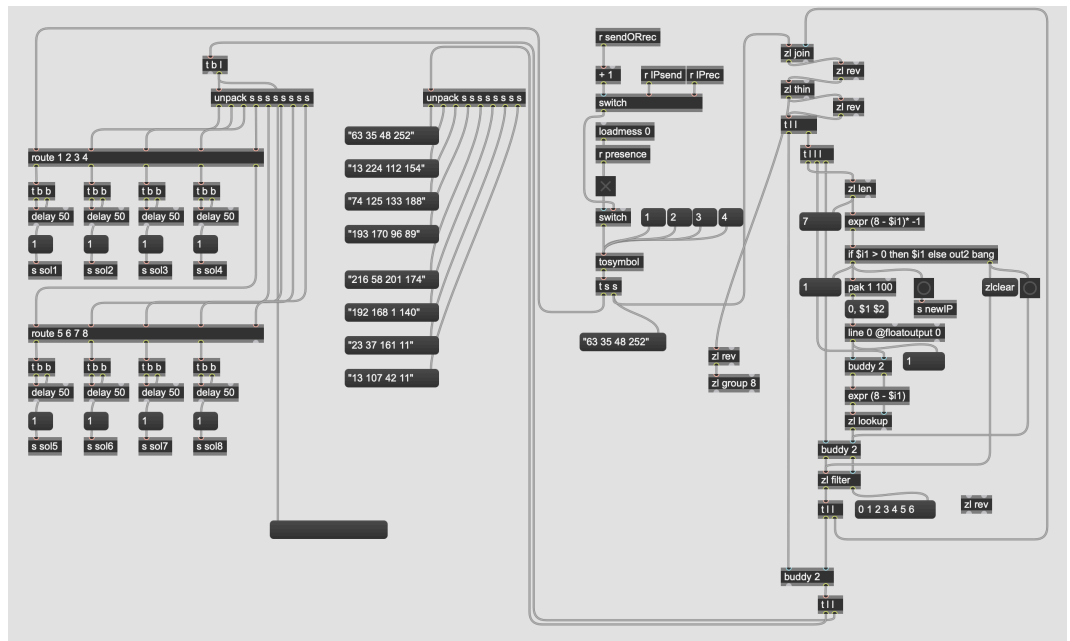 t b l
unpack s s s s s s s s
route 1 2 3 4
t b b
t b b
t b b
t b b
delay 50
delay 50
delay 50
delay 50
1
1
1
1
s sol1
s sol2
s sol3
s sol4
route 5 6 7 8
t b b
t b b
t b b
t b b
delay 50
delay 50
delay 50
delay 50
1
1
1
1
s sol5
s sol6
s sol7
s sol8
unpack s s s s s s s s
"63 35 48 252"
"13 224 112 154"
"74 125 133 188"
"193 170 96 89"
"216 58 201 174"
"192 168 1 140"
"23 37 161 11"
"13 107 42 11"
r sendORrec
+ 1
r IPsend
r IPrec
switch
loadmess 0
r presence
switch
1
2
3
4
tosymbol
t s s
"63 35 48 252"
zl rev
zl group 8
zl join
zl rev
zl thin
zl rev
t l l
t l l l
zl len
7
expr (8 - $i1)* -1
if $i1 > 0 then $i1 else out2 bang
1
pak 1 100
zlclear
0, $1 $2
s newIP
line 0 @floatoutput 0
buddy 2
1
expr (8 - $i1)
zl lookup
buddy 2
zl filter
t l l
0 1 2 3 4 5 6
zl rev
buddy 2
t l l